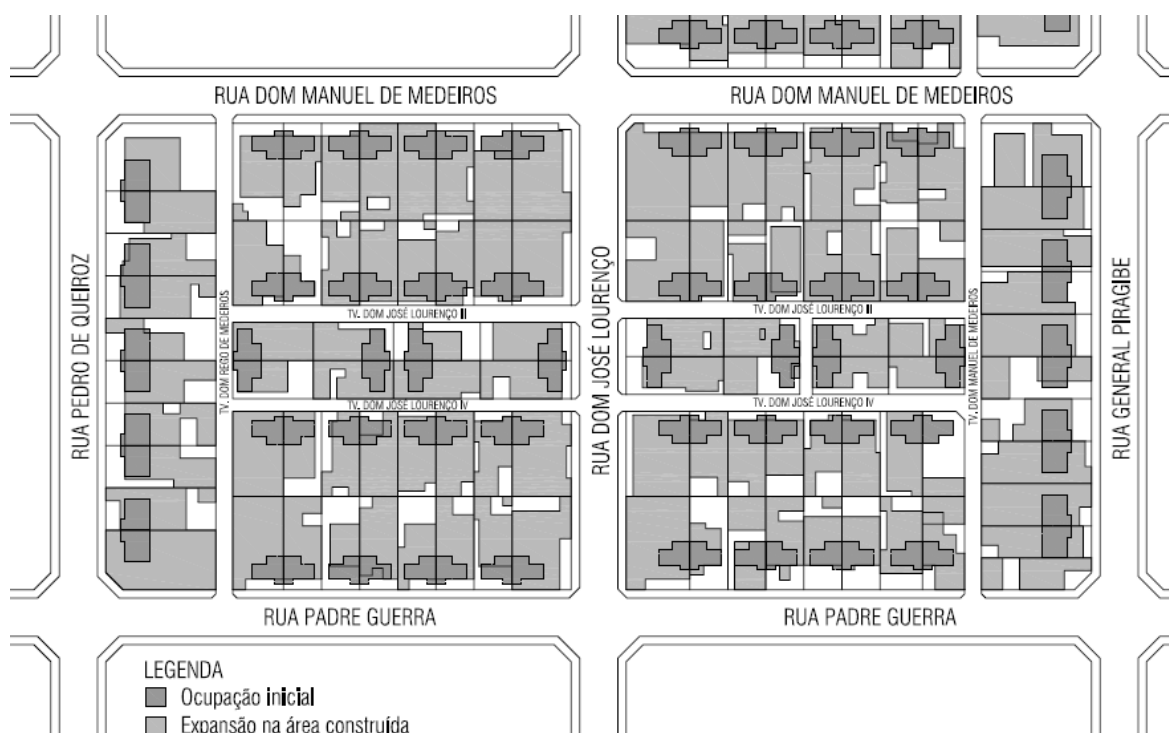 RUA DOM MANUEL DE MEDEIROS
RUA DOM MANUEL DE MEDEIROS
RUA PEDRO DE QUEIROZ
TV. DOM REGO DE MEDEIROS
TV. DOM JOSÉ LOURENÇO III
TV. DOM JOSÉ LOURENÇO IV
RUA DOM JOSÉ LOURENÇO
TV. DOM JOSÉ LOURENÇO III
TV. DOM JOSÉ LOURENÇO IV
TV. DOM MANUEL DE MEDEIROS
RUA GENERAL PIRAGIBE
RUA PADRE GUERRA
RUA PADRE GUERRA
LEGENDA
Ocupação inicial
Expansão na área construída